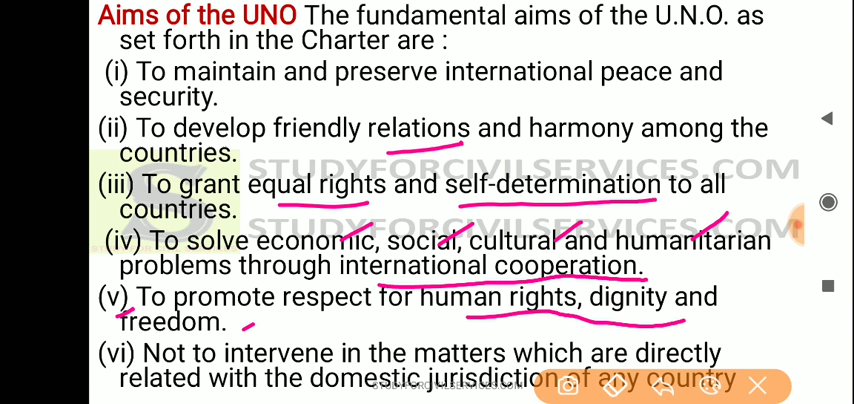 Aims of the UNO The fundamental aims of the U.N.O. as
set forth in the Charter are :
(i) To maintain and preserve international peace and
security.
(ii) To develop friendly relations and harmony among the
countries.
STUDYFORCIVILSERVICES.COM
(iii) To grant equal rights and self-determination to all
countries.
STUDYFORCIVILSERVICES.COM
(iv) To solve economic, social, cultural and humanitarian
problems through international cooperation.
(v) To promote respect for human rights, dignity and
freedom.
(vi) Not to intervene in the matters which are directly
related with the domestic jurisdiction of any country
STUDYFORCIVILSERVICES.COM